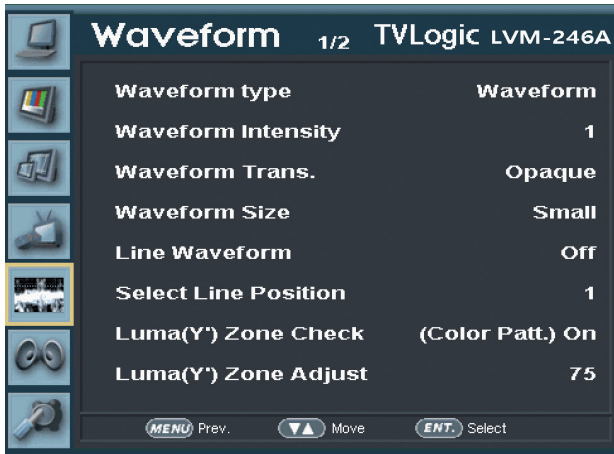 Waveform 1/2 TVLogic LVM-246A
Waveform type Waveform
Waveform Intensity 1
Waveform Trans. Opaque
Waveform Size Small
Line Waveform Off
Select Line Position 1
Luma(Y') Zone Check (Color Patt.) On
Luma(Y') Zone Adjust 75
MENU Prev. ▼▲ Move ENT. Select